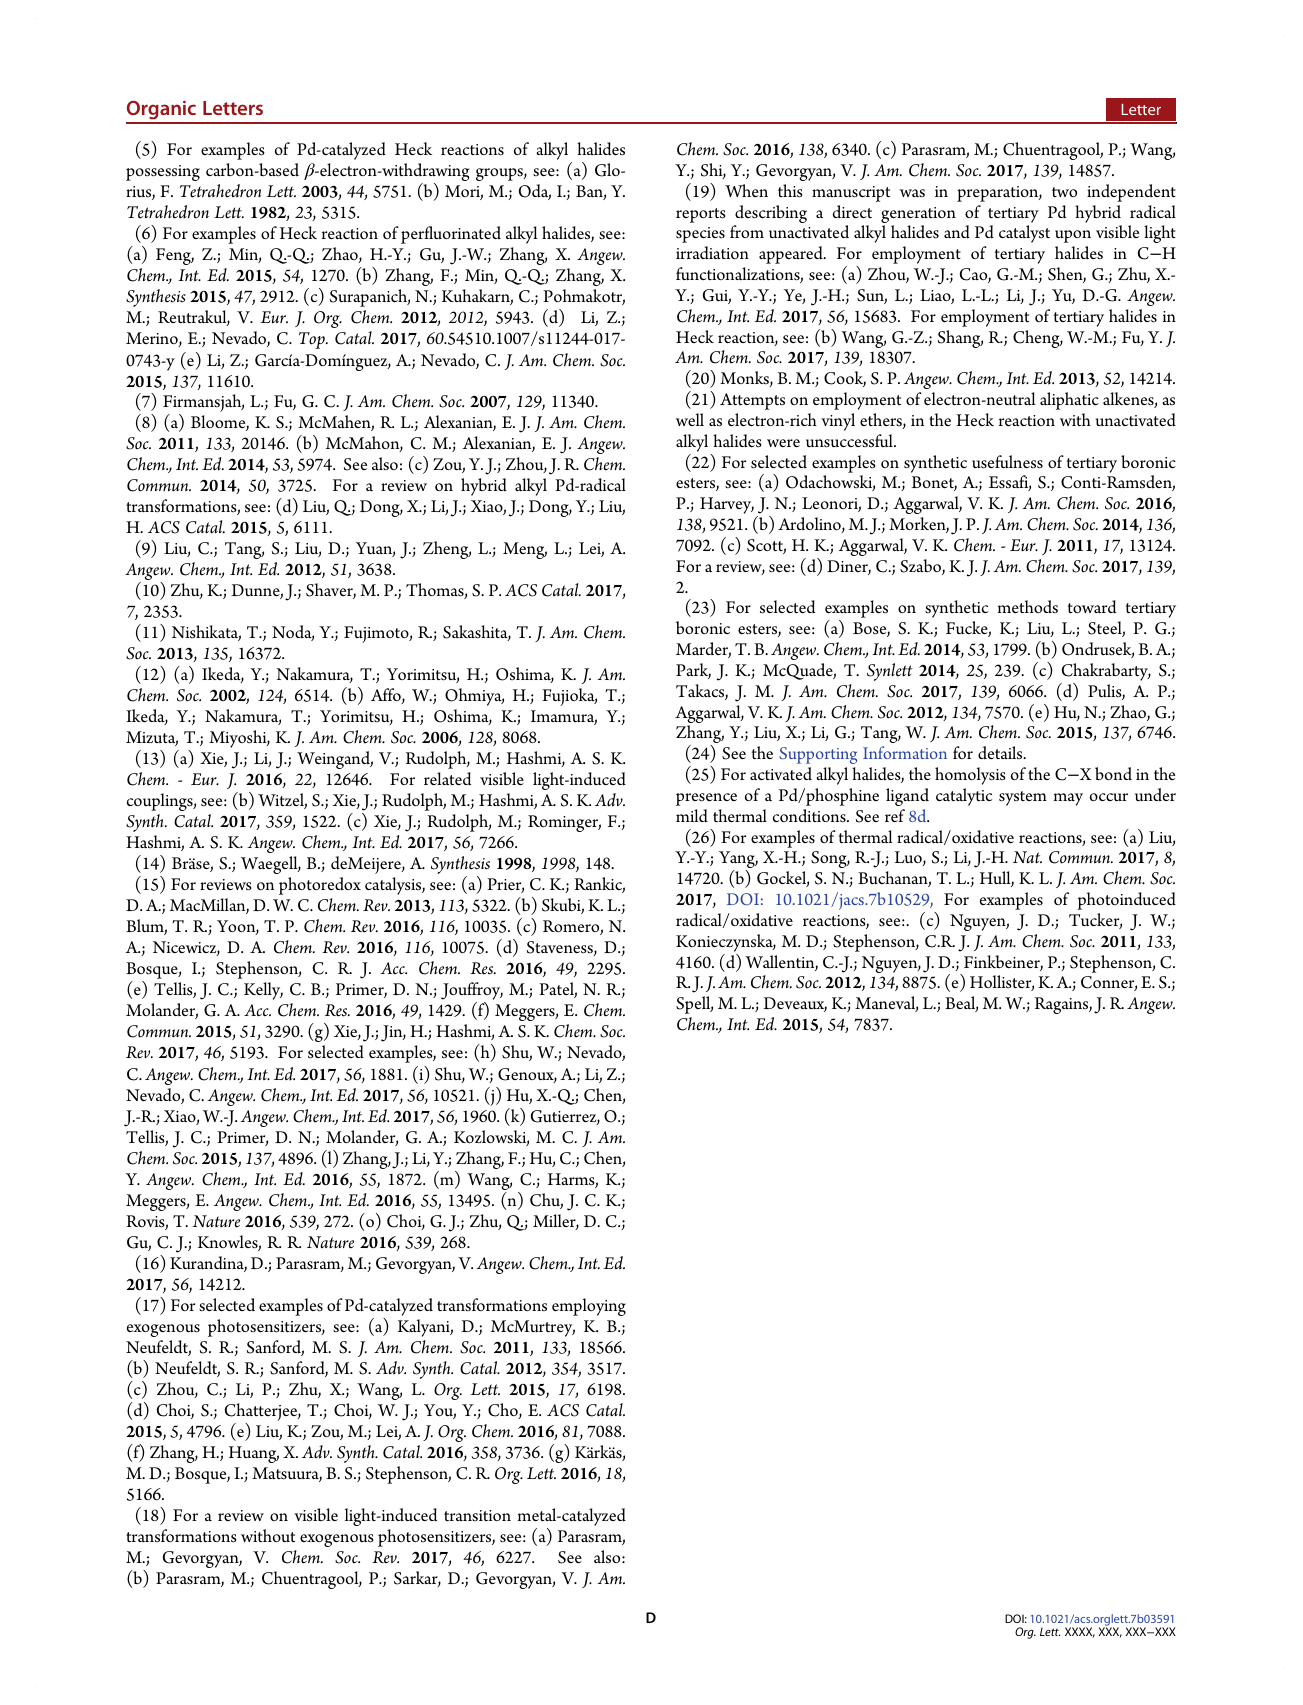 Organic Letters
Letter
(5) For examples of Pd-catalyzed Heck reactions of alkyl halides
possessing carbon-based β-electron-withdrawing groups, see: (a) Glo-
rius, F. Tetrahedron Lett. 2003, 44, 5751. (b) Mori, M.; Oda, I.; Ban, Y.
Tetrahedron Lett. 1982, 23, 5315.
(6) For examples of Heck reaction of perfluorinated alkyl halides, see:
(a) Feng, Z.; Min, Q.-Q.; Zhao, H.-Y.; Gu, J.-W.; Zhang, X. Angew.
Chem., Int. Ed. 2015, 54, 1270. (b) Zhang, F.; Min, Q.-Q.; Zhang, X.
Synthesis 2015, 47, 2912. (c) Surapanich, N.; Kuhakarn, C.; Pohmakotr,
M.; Reutrakul, V. Eur. J. Org. Chem. 2012, 2012, 5943. (d) Li, Z.;
Merino, E.; Nevado, C. Top. Catal. 2017, 60.54510.1007/s11244-017-
0743-y (e) Li, Z.; García-Domínguez, A.; Nevado, C. J. Am. Chem. Soc.
2015, 137, 11610.
(7) Firmansjah, L.; Fu, G. C. J. Am. Chem. Soc. 2007, 129, 11340.
(8) (a) Bloome, K. S.; McMahen, R. L.; Alexanian, E. J. J. Am. Chem.
Soc. 2011, 133, 20146. (b) McMahon, C. M.; Alexanian, E. J. Angew.
Chem., Int. Ed. 2014, 53, 5974. See also: (c) Zou, Y. J.; Zhou, J. R. Chem.
Commun. 2014, 50, 3725. For a review on hybrid alkyl Pd-radical
transformations, see: (d) Liu, Q.; Dong, X.; Li, J.; Xiao, J.; Dong, Y.; Liu,
H. ACS Catal. 2015, 5, 6111.
(9) Liu, C.; Tang, S.; Liu, D.; Yuan, J.; Zheng, L.; Meng, L.; Lei, A.
Angew. Chem., Int. Ed. 2012, 51, 3638.
(10) Zhu, K.; Dunne, J.; Shaver, M. P.; Thomas, S. P. ACS Catal. 2017,
7, 2353.
(11) Nishikata, T.; Noda, Y.; Fujimoto, R.; Sakashita, T. J. Am. Chem.
Soc. 2013, 135, 16372.
(12) (a) Ikeda, Y.; Nakamura, T.; Yorimitsu, H.; Oshima, K. J. Am.
Chem. Soc. 2002, 124, 6514. (b) Affo, W.; Ohmiya, H.; Fujioka, T.;
Ikeda, Y.; Nakamura, T.; Yorimitsu, H.; Oshima, K.; Imamura, Y.;
Mizuta, T.; Miyoshi, K. J. Am. Chem. Soc. 2006, 128, 8068.
(13) (a) Xie, J.; Li, J.; Weingand, V.; Rudolph, M.; Hashmi, A. S. K.
Chem. - Eur. J. 2016, 22, 12646. For related visible light-induced
couplings, see: (b) Witzel, S.; Xie, J.; Rudolph, M.; Hashmi, A. S. K. Adv.
Synth. Catal. 2017, 359, 1522. (c) Xie, J.; Rudolph, M.; Rominger, F.;
Hashmi, A. S. K. Angew. Chem., Int. Ed. 2017, 56, 7266.
(14) Bräse, S.; Waegell, B.; deMeijere, A. Synthesis 1998, 1998, 148.
(15) For reviews on photoredox catalysis, see: (a) Prier, C. K.; Rankic,
D. A.; MacMillan, D. W. C. Chem. Rev. 2013, 113, 5322. (b) Skubi, K. L.;
Blum, T. R.; Yoon, T. P. Chem. Rev. 2016, 116, 10035. (c) Romero, N.
A.; Nicewicz, D. A. Chem. Rev. 2016, 116, 10075. (d) Staveness, D.;
Bosque, I.; Stephenson, C. R. J. Acc. Chem. Res. 2016, 49, 2295.
(e) Tellis, J. C.; Kelly, C. B.; Primer, D. N.; Jouffroy, M.; Patel, N. R.;
Molander, G. A. Acc. Chem. Res. 2016, 49, 1429. (f) Meggers, E. Chem.
Commun. 2015, 51, 3290. (g) Xie, J.; Jin, H.; Hashmi, A. S. K. Chem. Soc.
Rev. 2017, 46, 5193. For selected examples, see: (h) Shu, W.; Nevado,
C. Angew. Chem., Int. Ed. 2017, 56, 1881. (i) Shu, W.; Genoux, A.; Li, Z.;
Nevado, C. Angew. Chem., Int. Ed. 2017, 56, 10521. (j) Hu, X.-Q.; Chen,
J.-R.; Xiao, W.-J. Angew. Chem., Int. Ed. 2017, 56, 1960. (k) Gutierrez, O.;
Tellis, J. C.; Primer, D. N.; Molander, G. A.; Kozlowski, M. C. J. Am.
Chem. Soc. 2015, 137, 4896. (l) Zhang, J.; Li, Y.; Zhang, F.; Hu, C.; Chen,
Y. Angew. Chem., Int. Ed. 2016, 55, 1872. (m) Wang, C.; Harms, K.;
Meggers, E. Angew. Chem., Int. Ed. 2016, 55, 13495. (n) Chu, J. C. K.;
Rovis, T. Nature 2016, 539, 272. (o) Choi, G. J.; Zhu, Q.; Miller, D. C.;
Gu, C. J.; Knowles, R. R. Nature 2016, 539, 268.
(16) Kurandina, D.; Parasram, M.; Gevorgyan, V. Angew. Chem., Int. Ed.
2017, 56, 14212.
(17) For selected examples of Pd-catalyzed transformations employing
exogenous photosensitizers, see: (a) Kalyani, D.; McMurtrey, K. B.;
Neufeldt, S. R.; Sanford, M. S. J. Am. Chem. Soc. 2011, 133, 18566.
(b) Neufeldt, S. R.; Sanford, M. S. Adv. Synth. Catal. 2012, 354, 3517.
(c) Zhou, C.; Li, P.; Zhu, X.; Wang, L. Org. Lett. 2015, 17, 6198.
(d) Choi, S.; Chatterjee, T.; Choi, W. J.; You, Y.; Cho, E. ACS Catal.
2015, 5, 4796. (e) Liu, K.; Zou, M.; Lei, A. J. Org. Chem. 2016, 81, 7088.
(f) Zhang, H.; Huang, X. Adv. Synth. Catal. 2016, 358, 3736. (g) Kärkäs,
M. D.; Bosque, I.; Matsuura, B. S.; Stephenson, C. R. Org. Lett. 2016, 18,
5166.
(18) For a review on visible light-induced transition metal-catalyzed
transformations without exogenous photosensitizers, see: (a) Parasram,
M.; Gevorgyan, V. Chem. Soc. Rev. 2017, 46, 6227. See also:
(b) Parasram, M.; Chuentragool, P.; Sarkar, D.; Gevorgyan, V. J. Am.
Chem. Soc. 2016, 138, 6340. (c) Parasram, M.; Chuentragool, P.; Wang,
Y.; Shi, Y.; Gevorgyan, V. J. Am. Chem. Soc. 2017, 139, 14857.
(19) When this manuscript was in preparation, two independent
reports describing a direct generation of tertiary Pd hybrid radical
species from unactivated alkyl halides and Pd catalyst upon visible light
irradiation appeared. For employment of tertiary halides in C−H
functionalizations, see: (a) Zhou, W.-J.; Cao, G.-M.; Shen, G.; Zhu, X.-
Y.; Gui, Y.-Y.; Ye, J.-H.; Sun, L.; Liao, L.-L.; Li, J.; Yu, D.-G. Angew.
Chem., Int. Ed. 2017, 56, 15683. For employment of tertiary halides in
Heck reaction, see: (b) Wang, G.-Z.; Shang, R.; Cheng, W.-M.; Fu, Y. J.
Am. Chem. Soc. 2017, 139, 18307.
(20) Monks, B. M.; Cook, S. P. Angew. Chem., Int. Ed. 2013, 52, 14214.
(21) Attempts on employment of electron-neutral aliphatic alkenes, as
well as electron-rich vinyl ethers, in the Heck reaction with unactivated
alkyl halides were unsuccessful.
(22) For selected examples on synthetic usefulness of tertiary boronic
esters, see: (a) Odachowski, M.; Bonet, A.; Essafi, S.; Conti-Ramsden,
P.; Harvey, J. N.; Leonori, D.; Aggarwal, V. K. J. Am. Chem. Soc. 2016,
138, 9521. (b) Ardolino, M. J.; Morken, J. P. J. Am. Chem. Soc. 2014, 136,
7092. (c) Scott, H. K.; Aggarwal, V. K. Chem. - Eur. J. 2011, 17, 13124.
For a review, see: (d) Diner, C.; Szabo, K. J. J. Am. Chem. Soc. 2017, 139,
2.
(23) For selected examples on synthetic methods toward tertiary
boronic esters, see: (a) Bose, S. K.; Fucke, K.; Liu, L.; Steel, P. G.;
Marder, T. B. Angew. Chem., Int. Ed. 2014, 53, 1799. (b) Ondrusek, B. A.;
Park, J. K.; McQuade, T. Synlett 2014, 25, 239. (c) Chakrabarty, S.;
Takacs, J. M. J. Am. Chem. Soc. 2017, 139, 6066. (d) Pulis, A. P.;
Aggarwal, V. K. J. Am. Chem. Soc. 2012, 134, 7570. (e) Hu, N.; Zhao, G.;
Zhang, Y.; Liu, X.; Li, G.; Tang, W. J. Am. Chem. Soc. 2015, 137, 6746.
(24) See the Supporting Information for details.
(25) For activated alkyl halides, the homolysis of the C−X bond in the
presence of a Pd/phosphine ligand catalytic system may occur under
mild thermal conditions. See ref 8d.
(26) For examples of thermal radical/oxidative reactions, see: (a) Liu,
Y.-Y.; Yang, X.-H.; Song, R.-J.; Luo, S.; Li, J.-H. Nat. Commun. 2017, 8,
14720. (b) Gockel, S. N.; Buchanan, T. L.; Hull, K. L. J. Am. Chem. Soc.
2017, DOI: 10.1021/jacs.7b10529, For examples of photoinduced
radical/oxidative reactions, see:. (c) Nguyen, J. D.; Tucker, J. W.;
Konieczynska, M. D.; Stephenson, C.R. J. J. Am. Chem. Soc. 2011, 133,
4160. (d) Wallentin, C.-J.; Nguyen, J. D.; Finkbeiner, P.; Stephenson, C.
R. J. J. Am. Chem. Soc. 2012, 134, 8875. (e) Hollister, K. A.; Conner, E. S.;
Spell, M. L.; Deveaux, K.; Maneval, L.; Beal, M. W.; Ragains, J. R. Angew.
Chem., Int. Ed. 2015, 54, 7837.
D
DOI: 10.1021/acs.orglett.7b03591
Org. Lett. XXXX, XXX, XXX−XXX